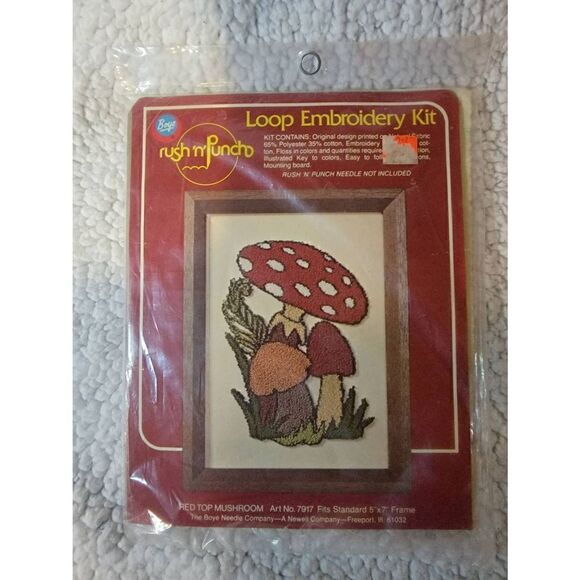 Boye
rush 'n' Punch
Loop Embroidery Kit
KIT CONTAINS: Original design printed on Fabric
65% Polyester 35% cotton, Embroidery cot-
ton, Floss in colors and quantities
Illustrated Key to colors, Easy to
Mounting board.
RUSH 'N' PUNCH NEEDLE NOT INCLUDED
RED TOP MUSHROOM Art No. 7917 Fits Standard 5"x7" Frame
The Boye Needle Company—A Newell Company—Freeport, Ill. 61032